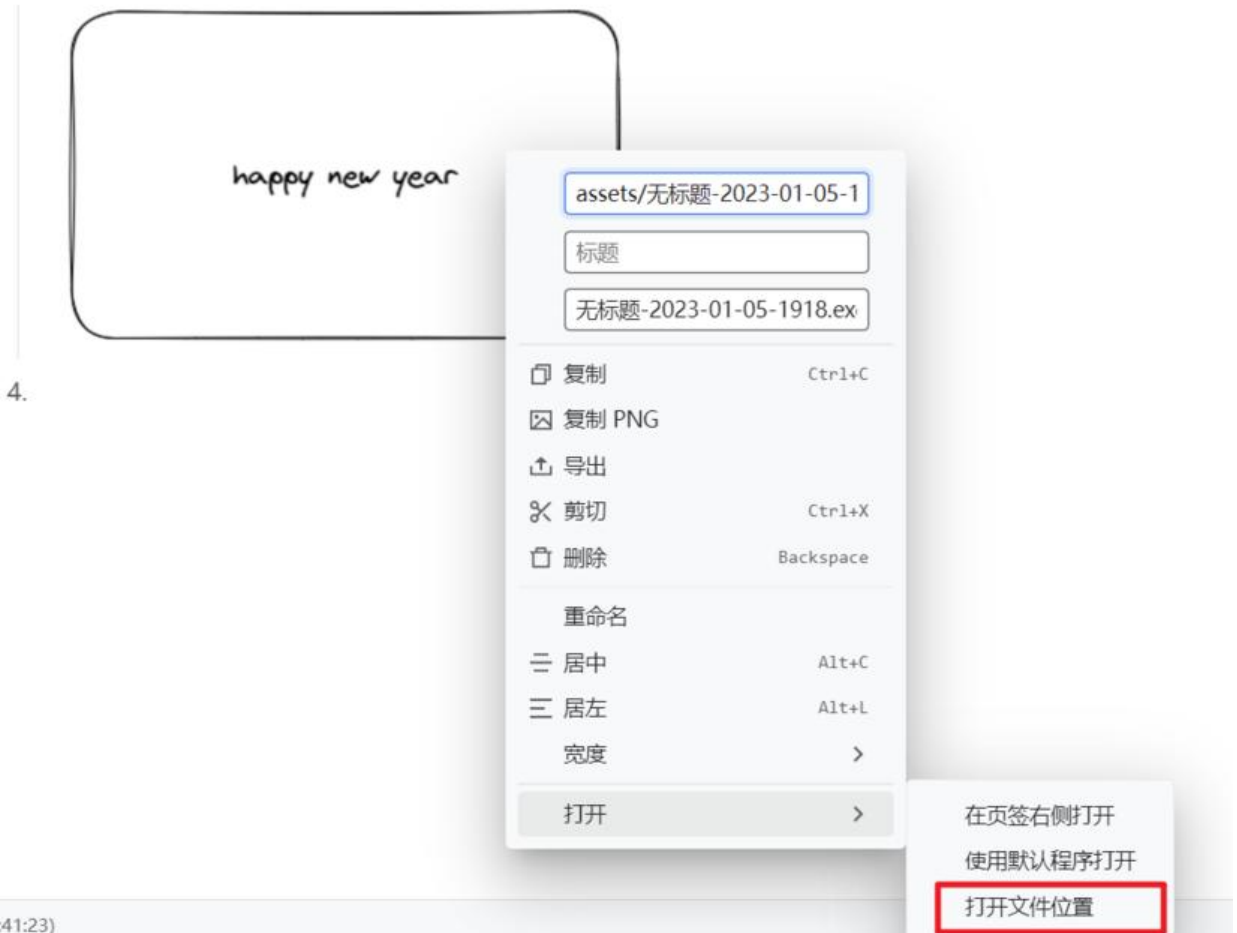 happy new year
assets/无标题-2023-01-05-1
标题
无标题-2023-01-05-1918.ex
4.
复制 Ctrl+C
复制 PNG
导出
剪切 Ctrl+X
删除 Backspace
重命名
居中 Alt+C
居左 Alt+L
宽度
打开
在页签右侧打开
使用默认程序打开
打开文件位置
:41:23)